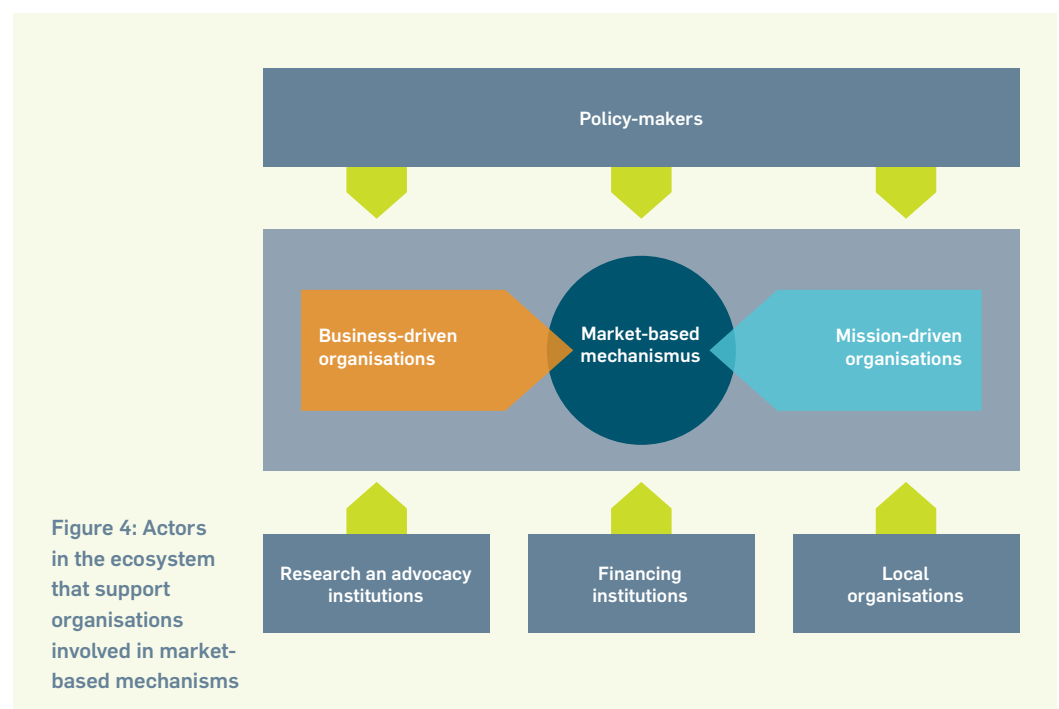 Policy-makers
Business-driven
organisations
Market-based
mechanismus
Mission-driven
organisations
Research an advocacy
institutions
Financing
institutions
Local
organisations
Figure 4: Actors
in the ecosystem
that support
organisations
involved in market-
based mechanisms